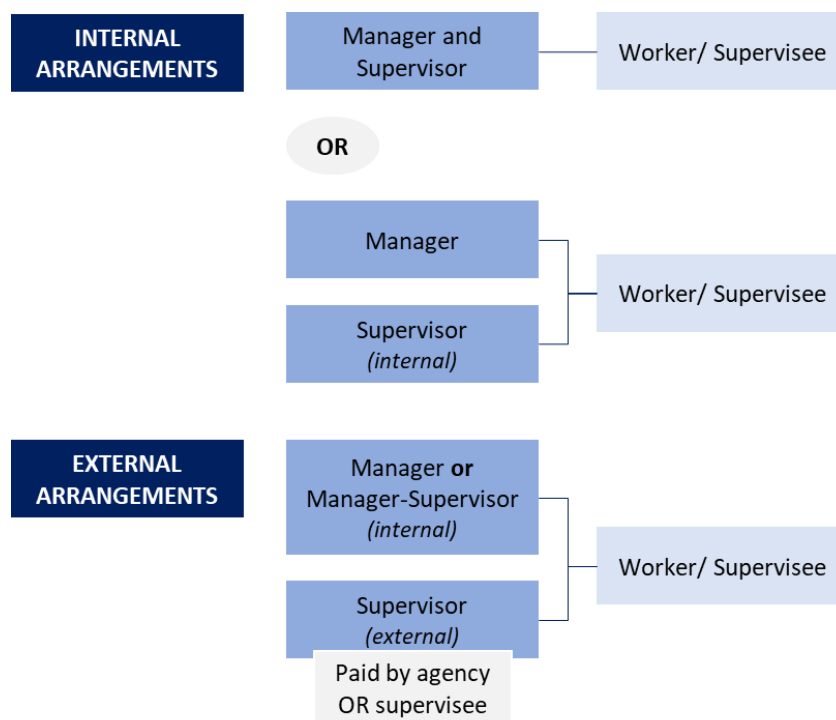 INTERNAL
ARRANGEMENTS
Manager and
Supervisor
Worker/ Supervisee
OR
Manager
Supervisor
(internal)
Worker/ Supervisee
EXTERNAL
ARRANGEMENTS
Manager or
Manager-Supervisor
(internal)
Supervisor
(external)
Worker/ Supervisee
Paid by agency
OR supervisee